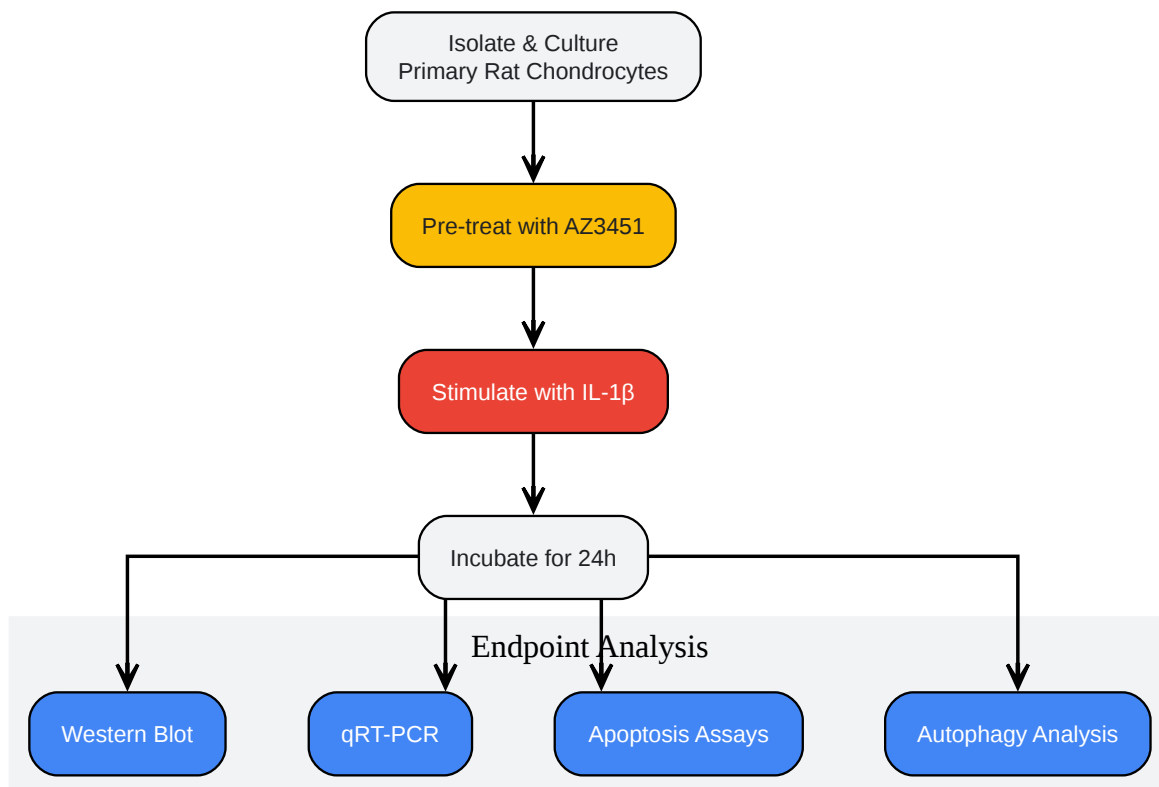 Isolate & Culture
Primary Rat Chondrocytes
Pre-treat with AZ3451
Stimulate with IL-1β
Incubate for 24h
Endpoint Analysis
Western Blot
qRT-PCR
Apoptosis Assays
Autophagy Analysis